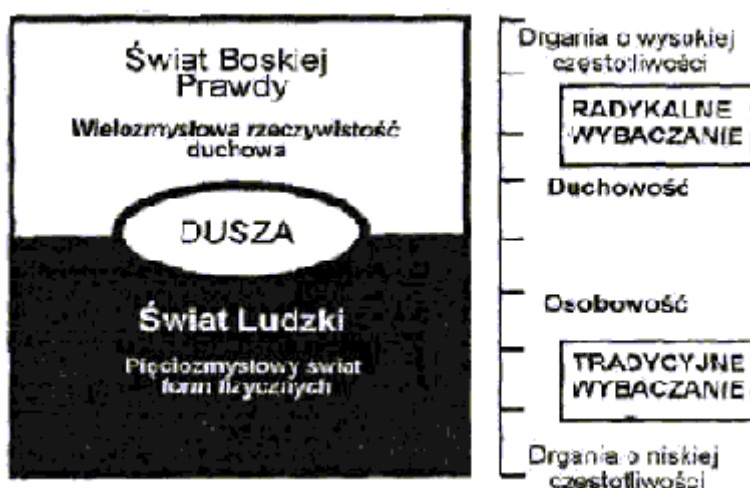 Świat Boskiej
Prawdy
Wielozmysłowa rzeczywistość
duchowa
DUSZA
Świat Ludzki
Pięciozmysłowy świat
form fizycznych
Drgania o wysokiej
częstotliwości
RADYKALNE
WYBACZANIE
Duchowość
Osobowość
TRADYCYJNE
WYBACZANIE
Drgania o niskiej
częstotliwości